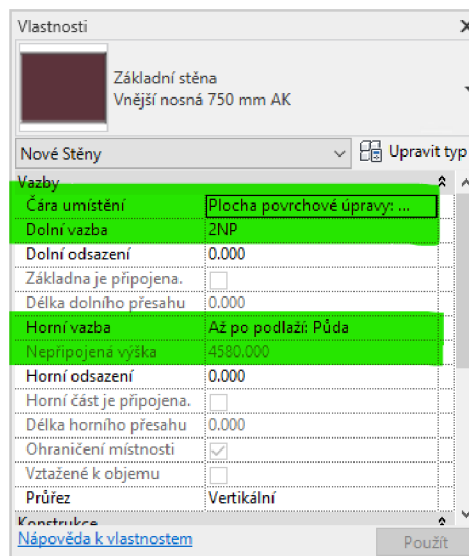 Vlastnosti
Základní stěna
Vnější nosná 750 mm AK
Nové Stěny Upravit typ
Vazby
Čára umístění Plocha povrchové úpravy: ...
Dolní vazba 2NP
Dolní odsazení 0.000
Základna je připojena.
Délka dolního přesahu 0.000
Horní vazba Až po podlaží: Půda
Nepřipojená výška 4580.000
Horní odsazení 0.000
Horní část je připojena.
Délka horního přesahu 0.000
Ohraničení místnosti
Vztažené k objemu
Průřez Vertikální
Konstrukce
Nápověda k vlastnostem Použít